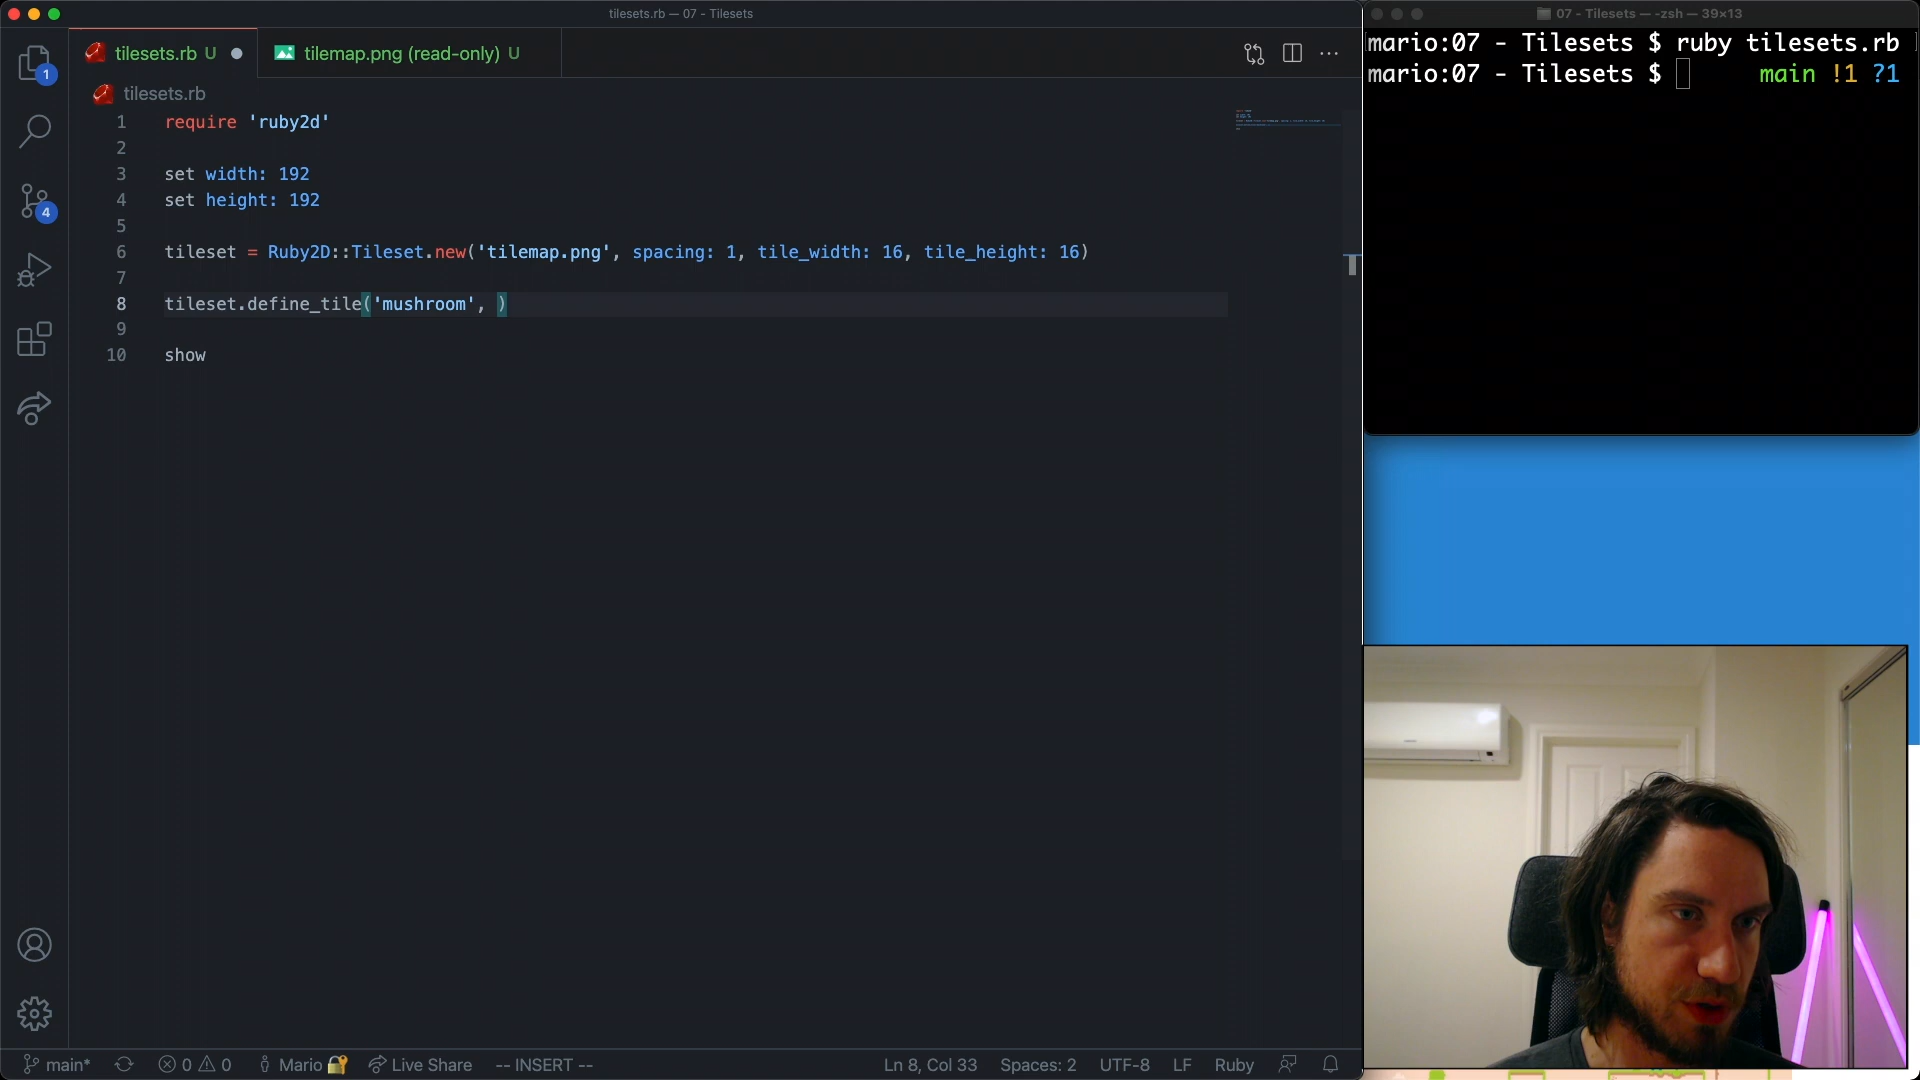 tilesets.rb — 07 - Tilesets
07 - Tilesets — -zsh — 39×13
tilesets.rb U
tilemap.png (read-only) U
mario:07 - Tilesets $ ruby tilesets.rb
mario:07 - Tilesets $ main !1 ?1
1
4
tilesets.rb
1 require 'ruby2d'
2
3 set width: 192
4 set height: 192
5
6 tileset = Ruby2D::Tileset.new('tilemap.png', spacing: 1, tile_width: 16, tile_height: 16)
7
8 tileset.define_tile('mushroom', )
9
10 show
main* 0 0 Mario Live Share -- INSERT -- Ln 8, Col 33 Spaces: 2 UTF-8 LF Ruby